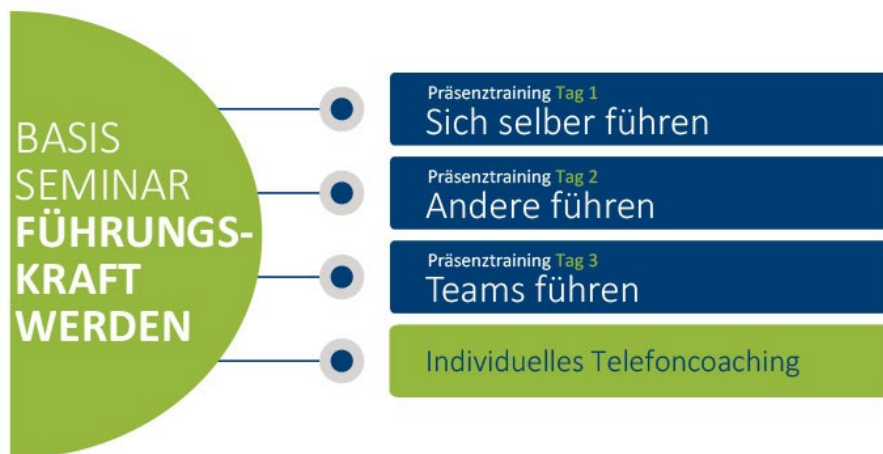 BASIS
SEMINAR
FÜHRUNGS-
KRAFT
WERDEN
Präsenztraining Tag 1
Sich selber führen
Präsenztraining Tag 2
Andere führen
Präsenztraining Tag 3
Teams führen
Individuelles Telefoncoaching